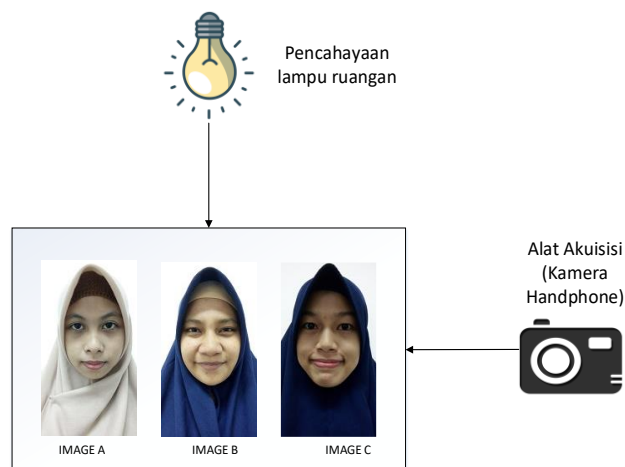 Pencahayaan
lampu ruangan
Alat Akuisisi
(Kamera
Handphone)
IMAGE A
IMAGE B
IMAGE C